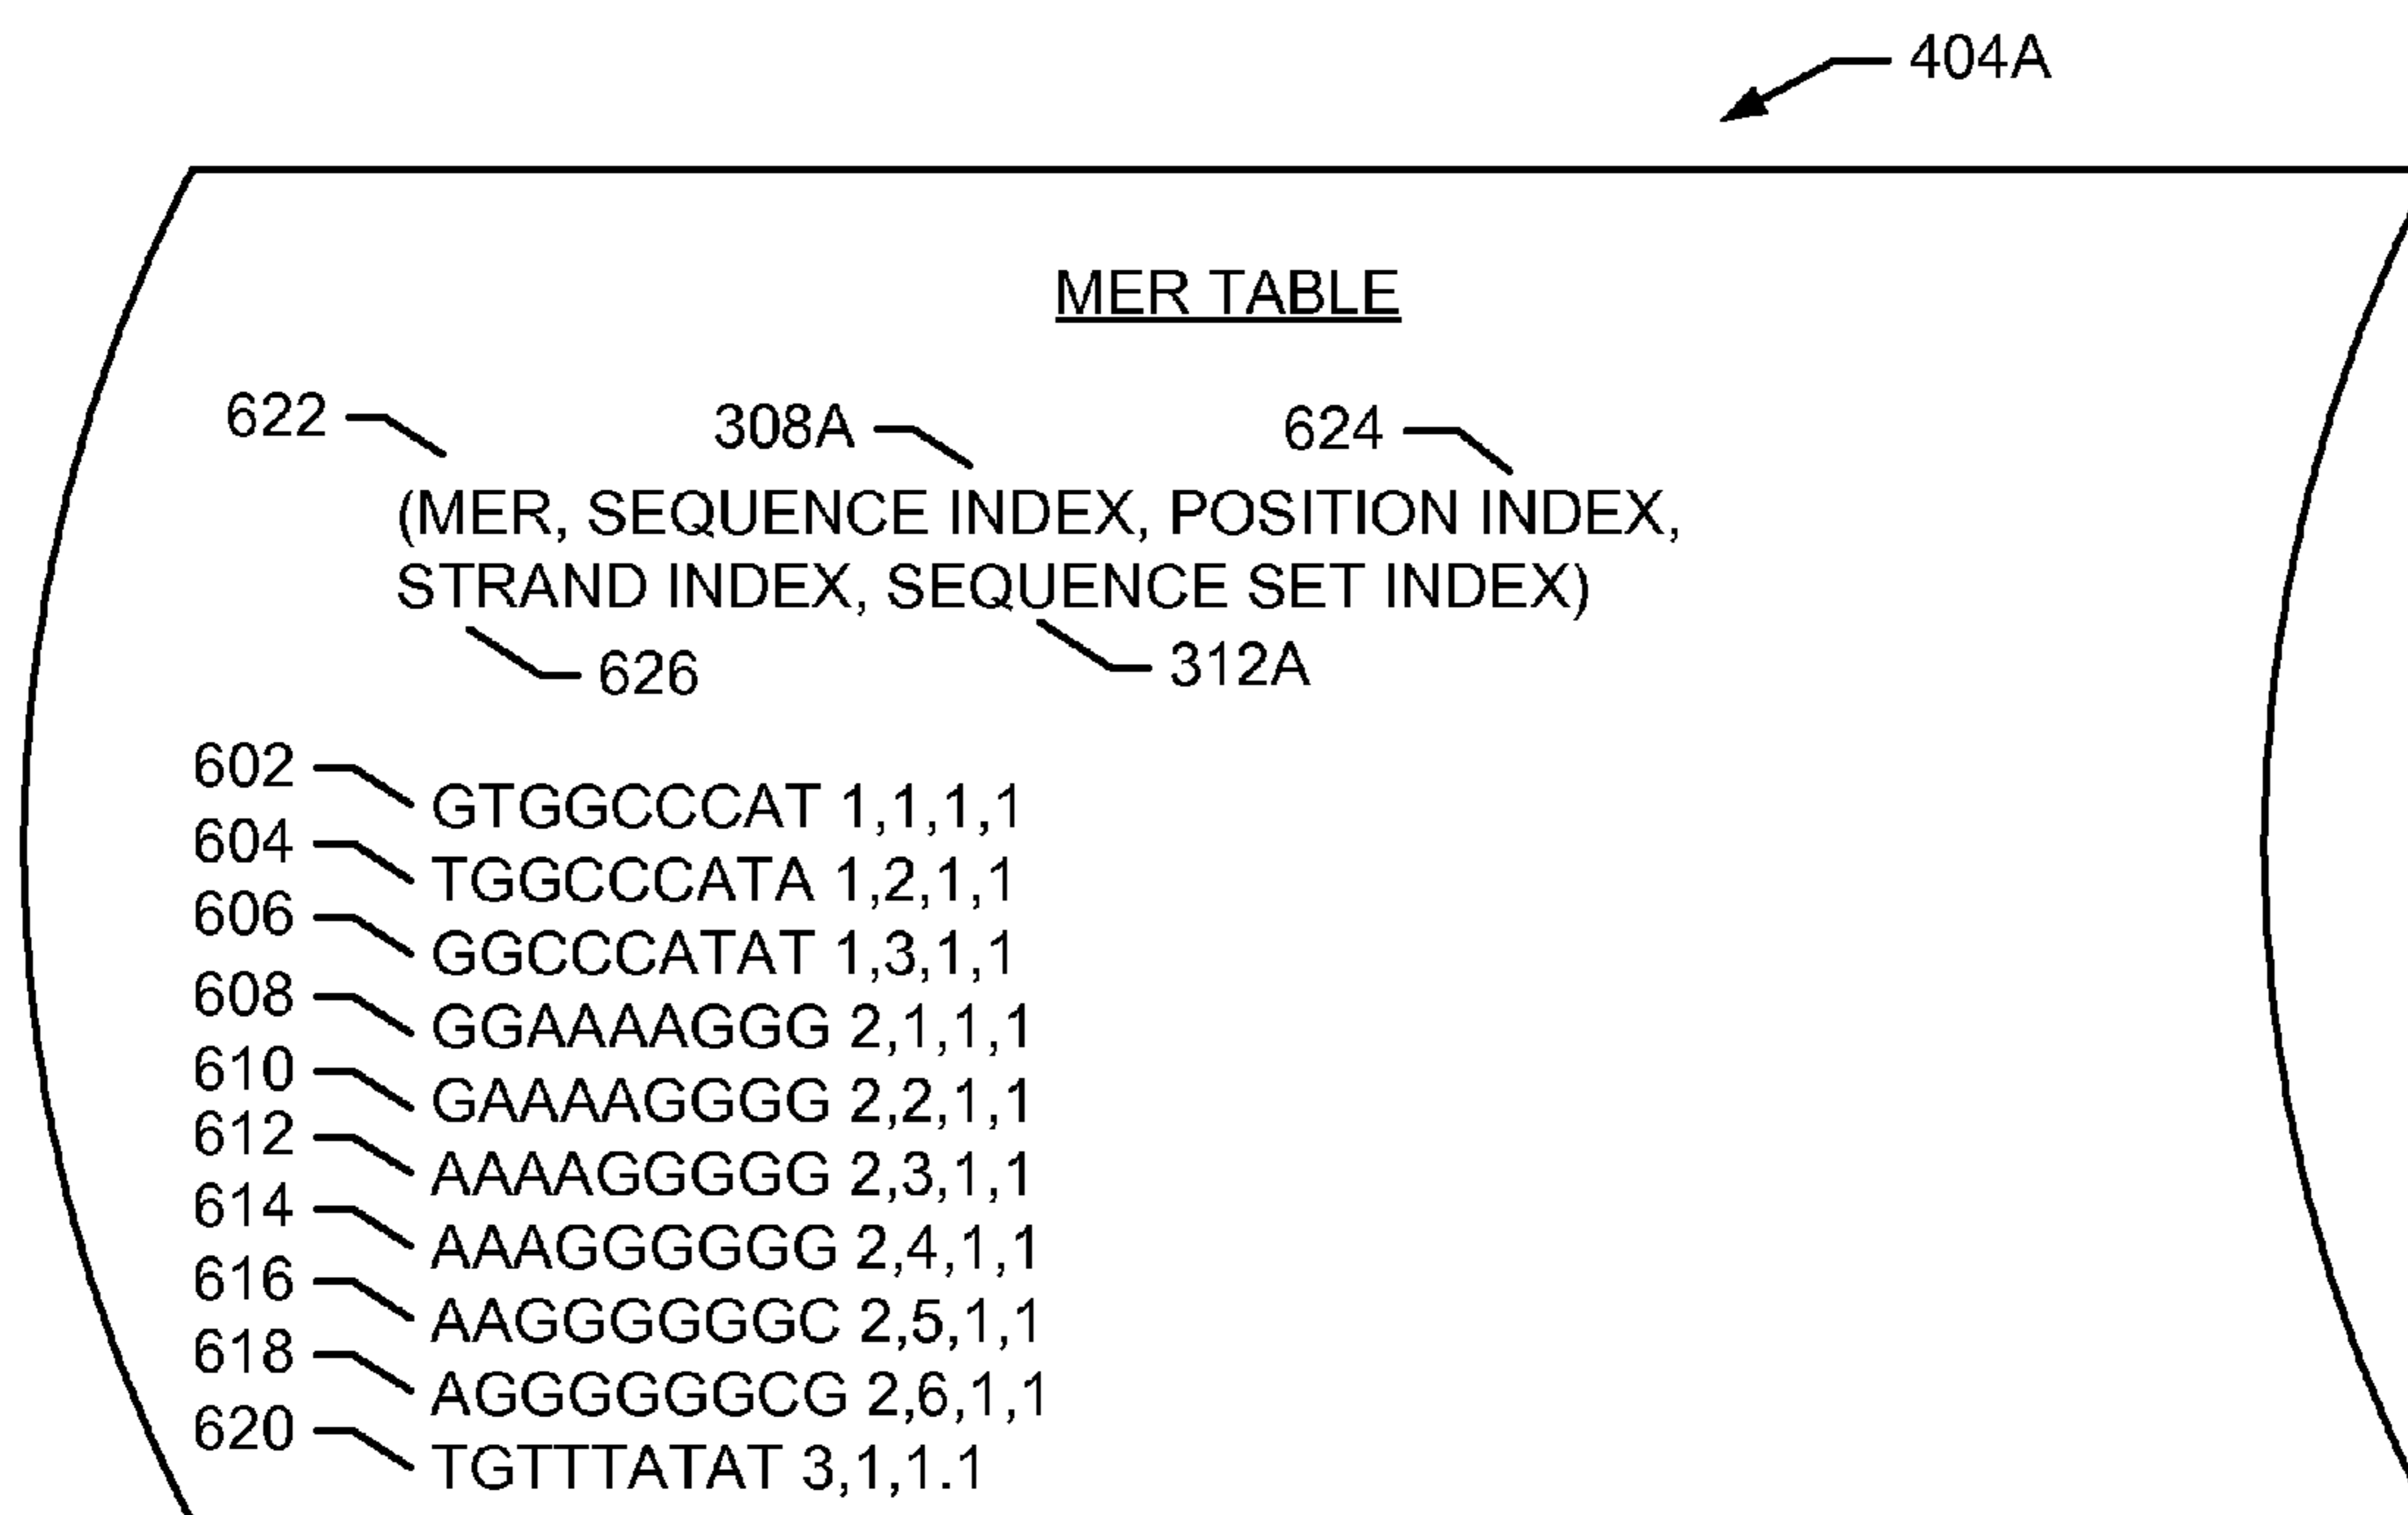 404A
MER TABLE
622 308A 624
(MER, SEQUENCE INDEX, POSITION INDEX,
STRAND INDEX, SEQUENCE SET INDEX)
626 312A
602 GTGGCCCAT 1,1,1,1
604 TGGCCCATA 1,2,1,1
606 GGCCCATAT 1,3,1,1
608 GGAAAAGGG 2,1,1,1
610 GAAAAGGGG 2,2,1,1
612 AAAAGGGGG 2,3,1,1
614 AAAGGGGGG 2,4,1,1
616 AAGGGGGGC 2,5,1,1
618 AGGGGGGCG 2,6,1,1
620 TGTTTATAT 3,1,1.1